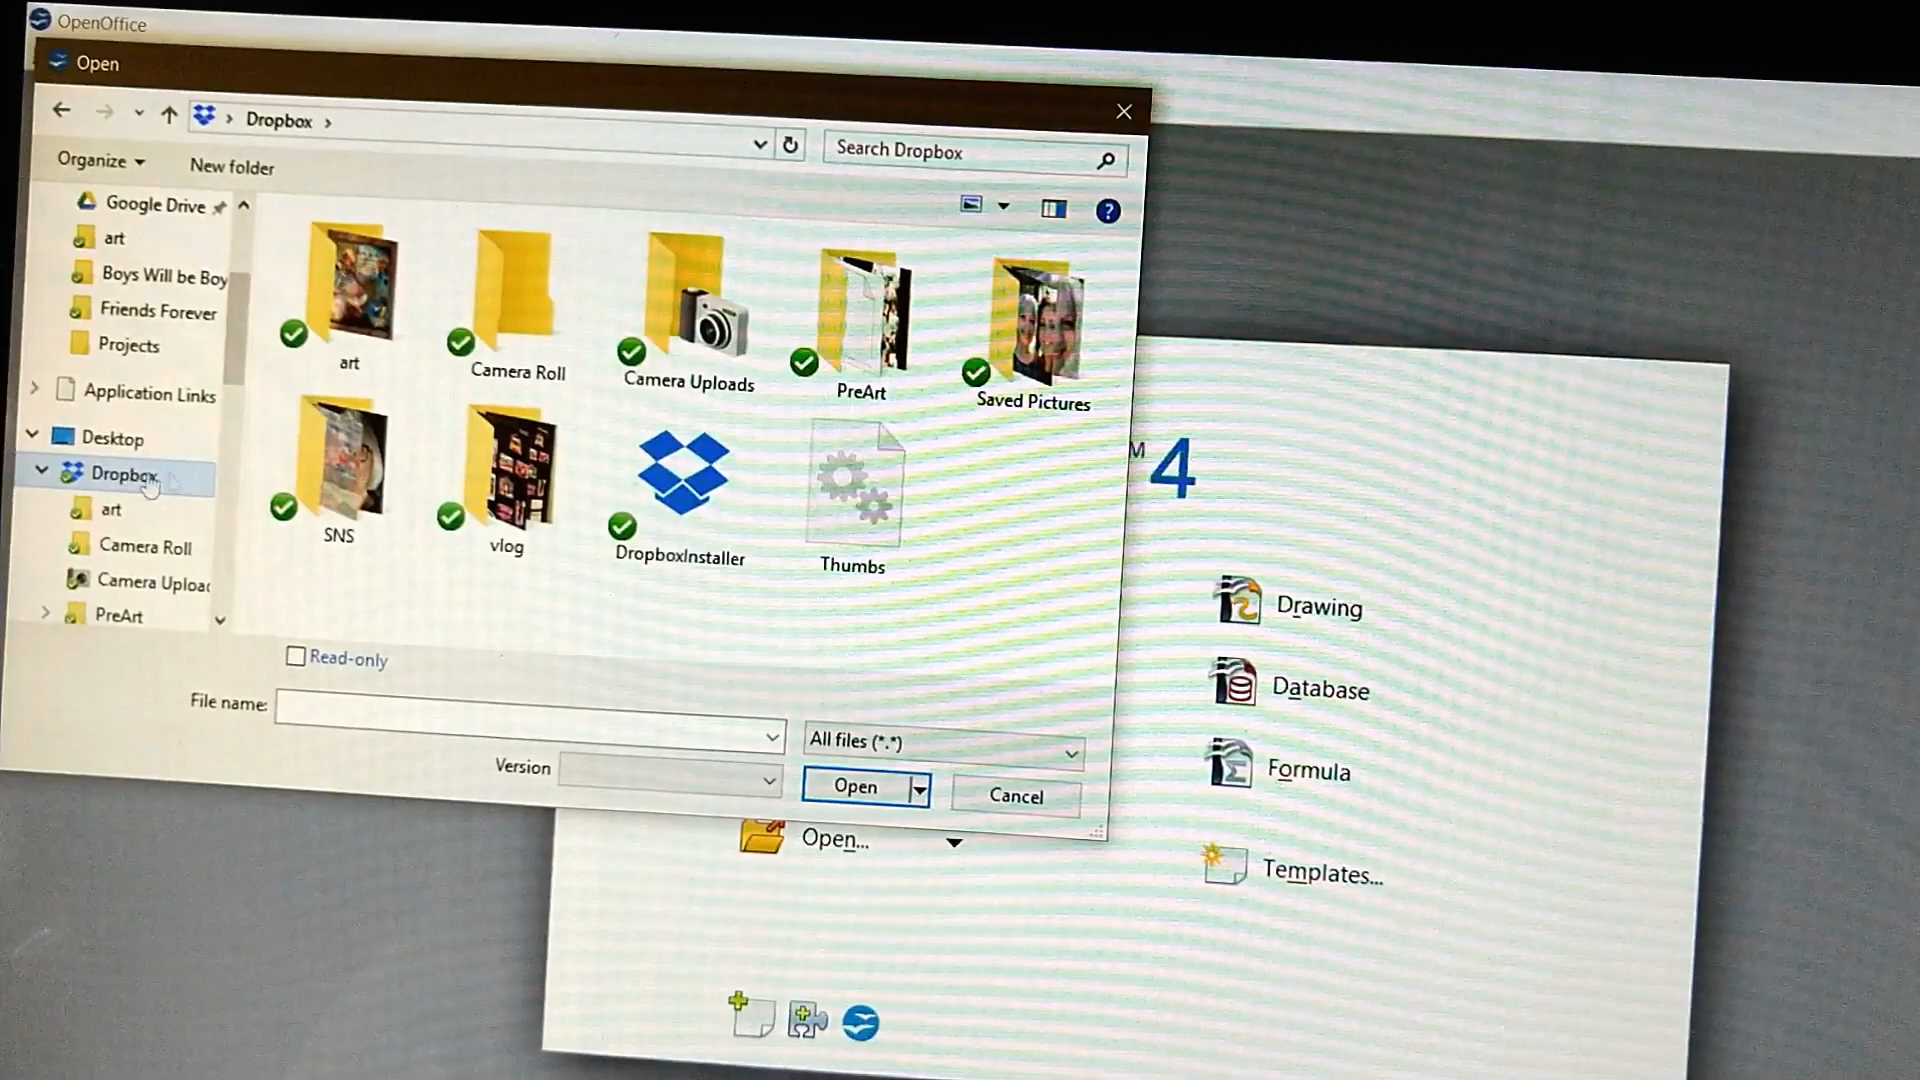 OpenOffice
Open
Dropbox
Search Dropbox
Organize
New folder
Google Drive
art
Boys Will be Boy
Friends Forever
Projects
Application Links
Desktop
Dropbox
art
Camera Roll
Camera Uploac
PreArt
art
Camera Roll
Camera Uploads
PreArt
Saved Pictures
SNS
vlog
DropboxInstaller
Thumbs
Read-only
File name:
All files (*.*)
Version
Open
Cancel
M 4
Drawing
Database
Formula
Open...
Templates...